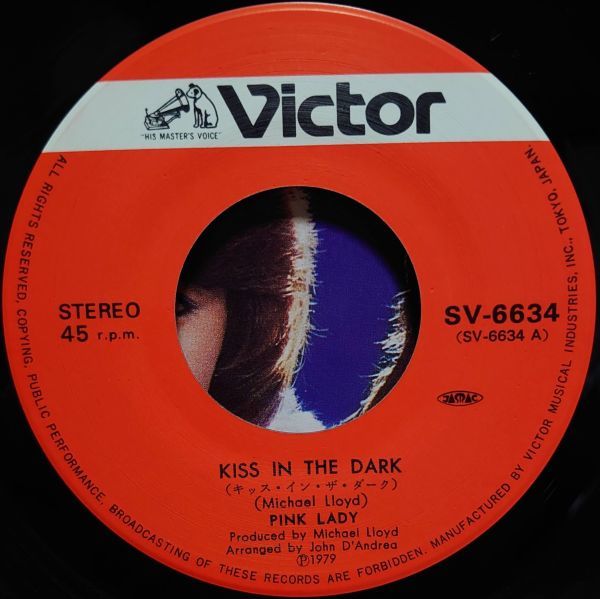 Victor
"HIS MASTER'S VOICE"
STEREO
45 r.p.m.
SV-6634
(SV-6634 A)
JASRAC
KISS IN THE DARK
(キッス・イン・ザ・ダーク)
(Michael Lloyd)
PINK LADY
Produced by Michael Lloyd
Arranged by John D'Andrea
Ⓟ1979
ALL RIGHTS RESERVED, COPYING, PUBLIC PERFORMANCE, BROADCASTING OF THESE RECORDS ARE FORBIDDEN. MANUFACTURED BY VICTOR MUSICAL INDUSTRIES, INC., TOKYO, JAPAN.